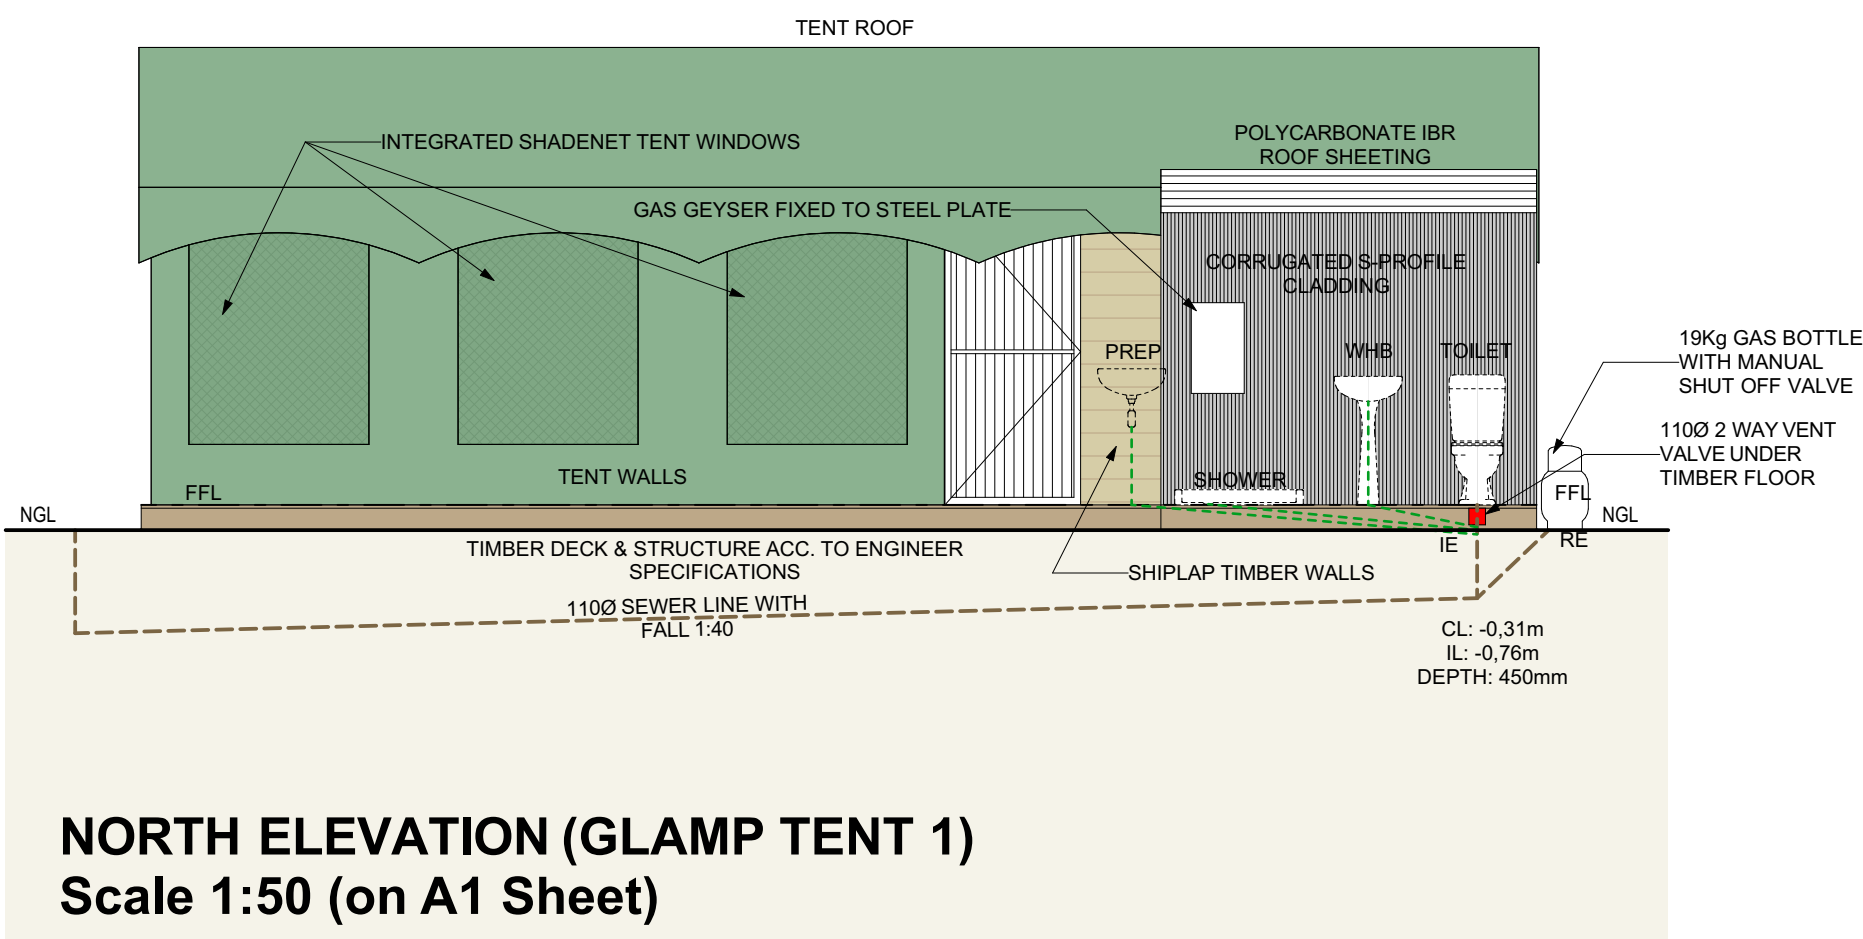 TENT ROOF
INTEGRATED SHADENET TENT WINDOWS
POLYCARBONATE IBR
ROOF SHEETING
GAS GEYSER FIXED TO STEEL PLATE
CORRUGATED S-PROFILE
CLADDING
PREP
WHB
TOILET
19Kg GAS BOTTLE
WITH MANUAL
SHUT OFF VALVE
110Ø 2 WAY VENT
VALVE UNDER
TIMBER FLOOR
TENT WALLS
SHOWER
FFL
FFL
NGL
NGL
IE
RE
TIMBER DECK & STRUCTURE ACC. TO ENGINEER
SPECIFICATIONS
SHIPLAP TIMBER WALLS
110Ø SEWER LINE WITH
FALL 1:40
CL: -0,31m
IL: -0,76m
DEPTH: 450mm
NORTH ELEVATION (GLAMP TENT 1)
Scale 1:50 (on A1 Sheet)